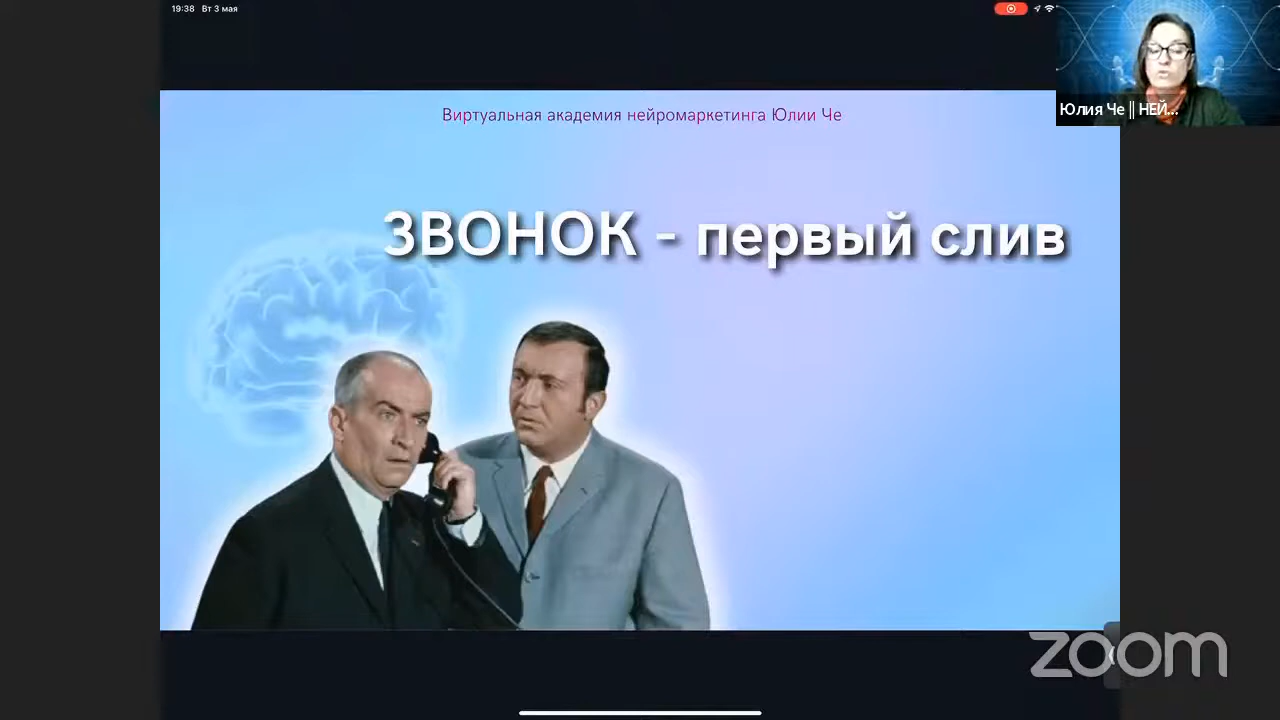 19:38 Вт 3 мая
Юлия Че || НЕЙ...
Виртуальная академия нейромаркетинга Юлии Че
ЗВОНОК - первый слив
zoom